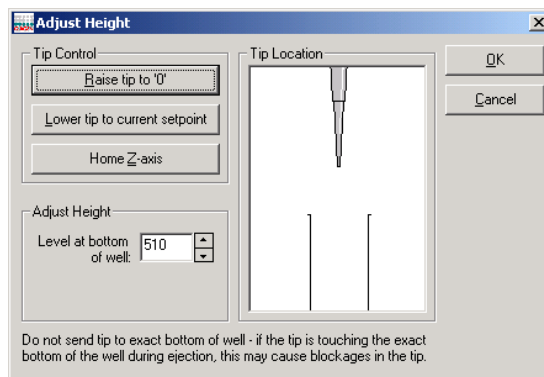 Adjust Height
Tip Control
Raise tip to '0'
Lower tip to current setpoint
Home Z-axis
Tip Location
OK
Cancel
Adjust Height
Level at bottom
of well:
510
Do not send tip to exact bottom of well - if the tip is touching the exact
bottom of the well during ejection, this may cause blockages in the tip.